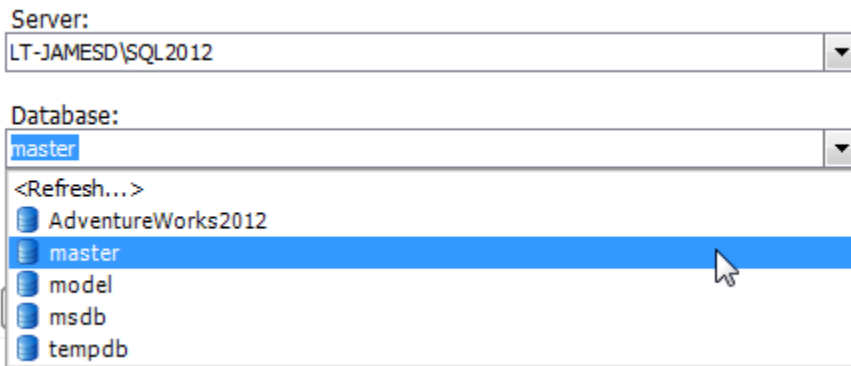 Server:
LT-JAMESD\SQL2012
Database:
master
<Refresh...>
AdventureWorks2012
master
model
msdb
tempdb